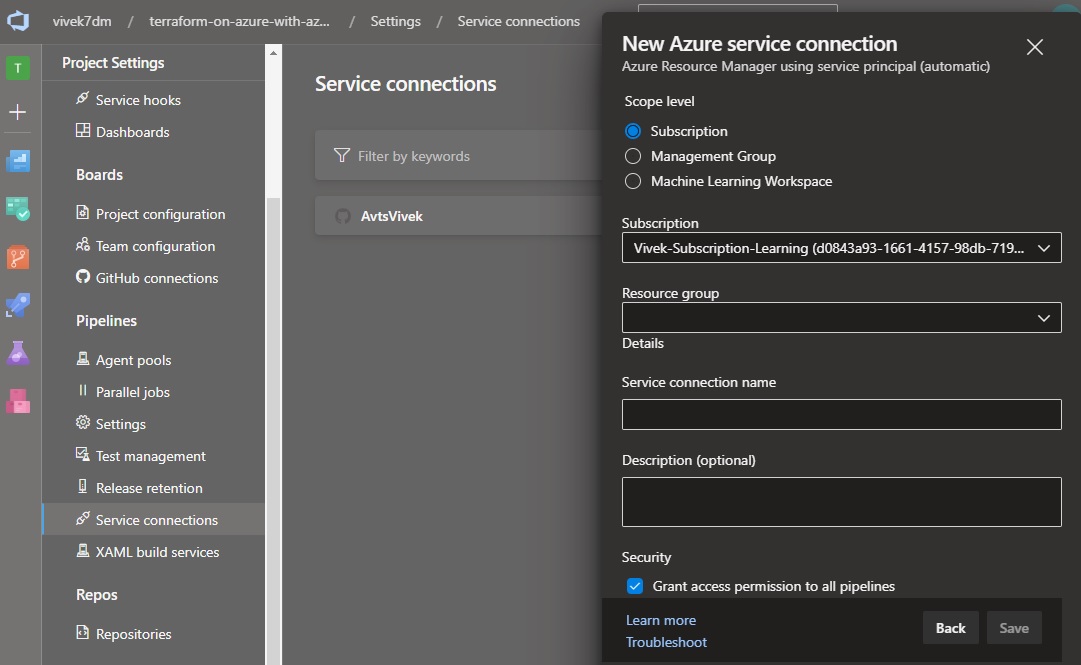 vivek7dm / terraform-on-azure-with-az... / Settings / Service connections
T
Project Settings
Service hooks
Dashboards
Boards
Project configuration
Team configuration
GitHub connections
Pipelines
Agent pools
Parallel jobs
Settings
Test management
Release retention
Service connections
XAML build services
Repos
Repositories
Service connections
Filter by keywords
AvtsVivek
New Azure service connection
Azure Resource Manager using service principal (automatic)
Scope level
Subscription
Management Group
Machine Learning Workspace
Subscription
Vivek-Subscription-Learning (d0843a93-1661-4157-98db-719...
Resource group
Details
Service connection name
Description (optional)
Security
Grant access permission to all pipelines
Learn more
Troubleshoot
Back
Save